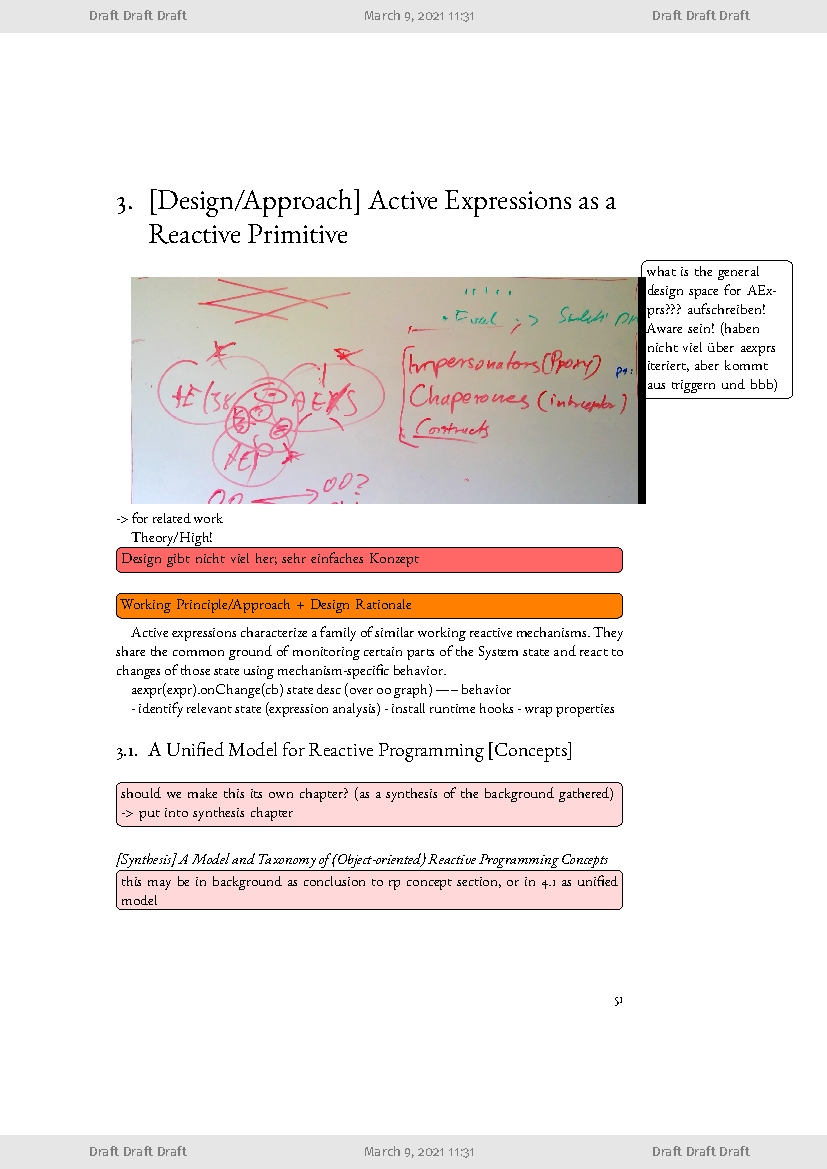 Draft Draft Draft March 9, 2021 11:31 Draft Draft Draft
3. [Design/Approach] Active Expressions as a
Reactive Primitive
what is the general
design space for AEx-
prs??? aufschreiben!
Aware sein! (haben
nicht viel über aexprs
iteriert, aber kommt
aus triggern und bbb)
• Eval
Impersonators (Proxy)
Chaperones (interceptor)
Contracts
AEXS
OO OO?
-> for related work
Theory/High!
Design gibt nicht viel her; sehr einfaches Konzept
Working Principle/Approach + Design Rationale
Active expressions characterize a family of similar working reactive mechanisms. They
share the common ground of monitoring certain parts of the System state and react to
changes of those state using mechanism-specific behavior.
aexpr(expr).onChange(cb) state desc (over oo graph) —– behavior
- identify relevant state (expression analysis) - install runtime hooks - wrap properties
3.1. A Unified Model for Reactive Programming [Concepts]
should we make this its own chapter? (as a synthesis of the background gathered)
-> put into synthesis chapter
[Synthesis] A Model and Taxonomy of (Object-oriented) Reactive Programming Concepts
this may be in background as conclusion to rp concept section, or in 4.1 as unified
model
51
Draft Draft Draft March 9, 2021 11:31 Draft Draft Draft